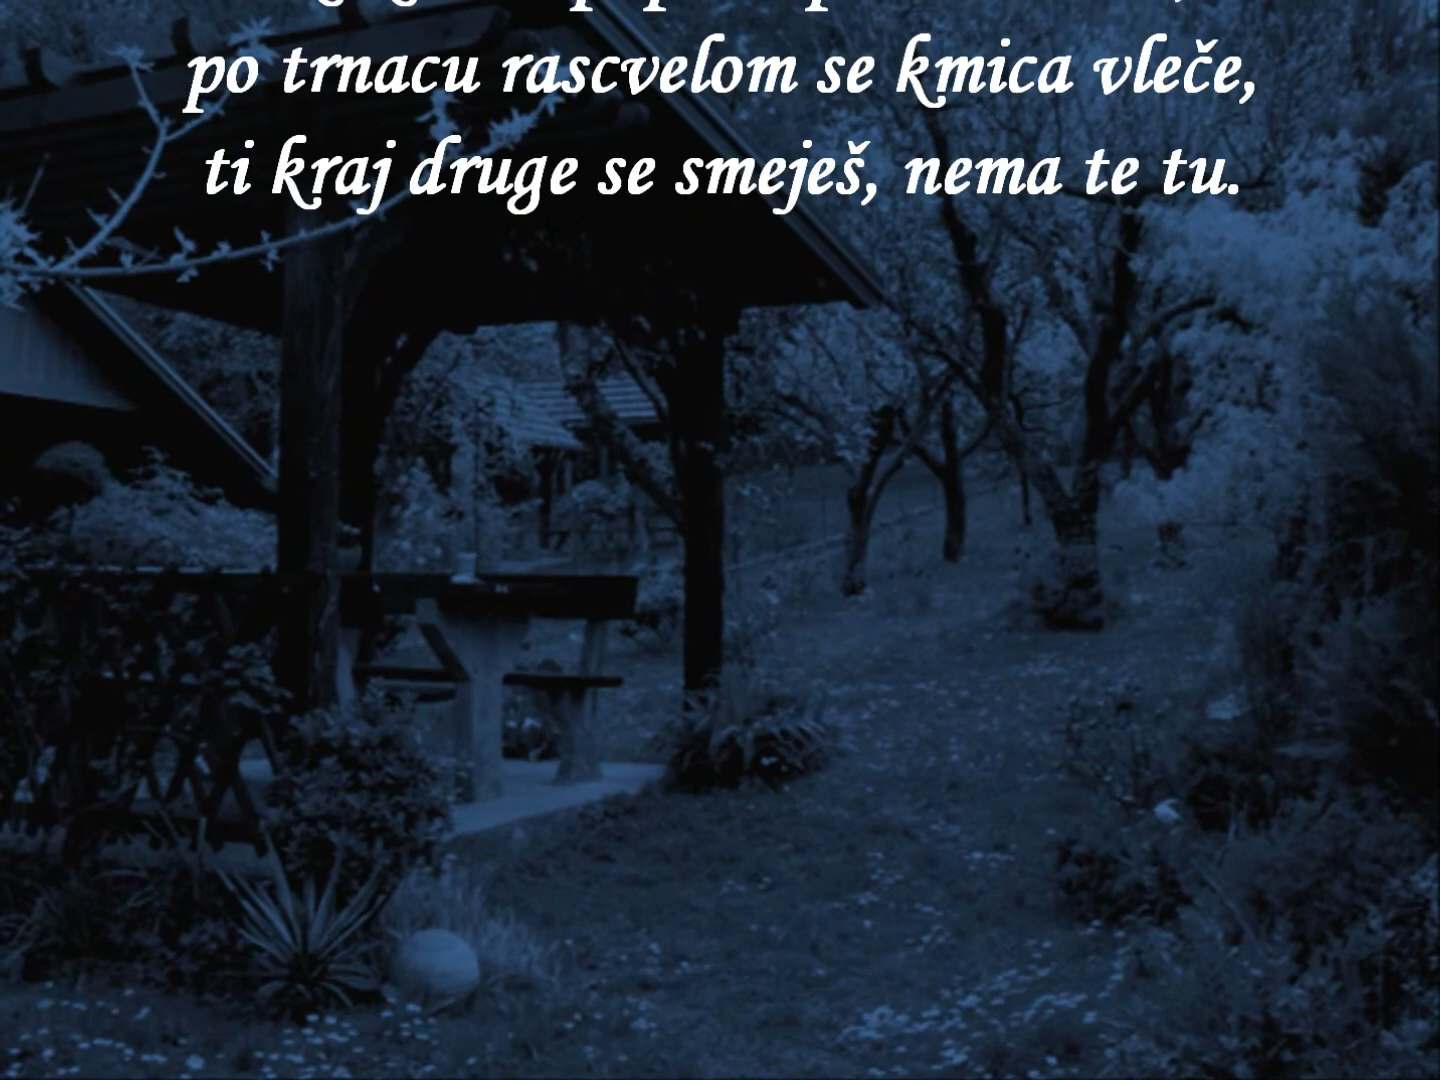 po trnacu rascvelom se kmica vleče,
ti kraj druge se smeješ, nema te tu.